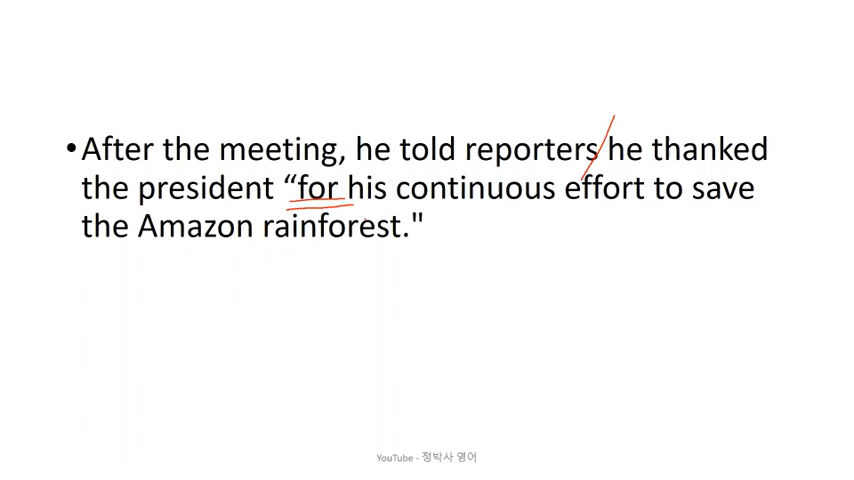 •After the meeting, he told reporters he thanked
the president “for his continuous effort to save
the Amazon rainforest."
YouTube - 정박사 영어